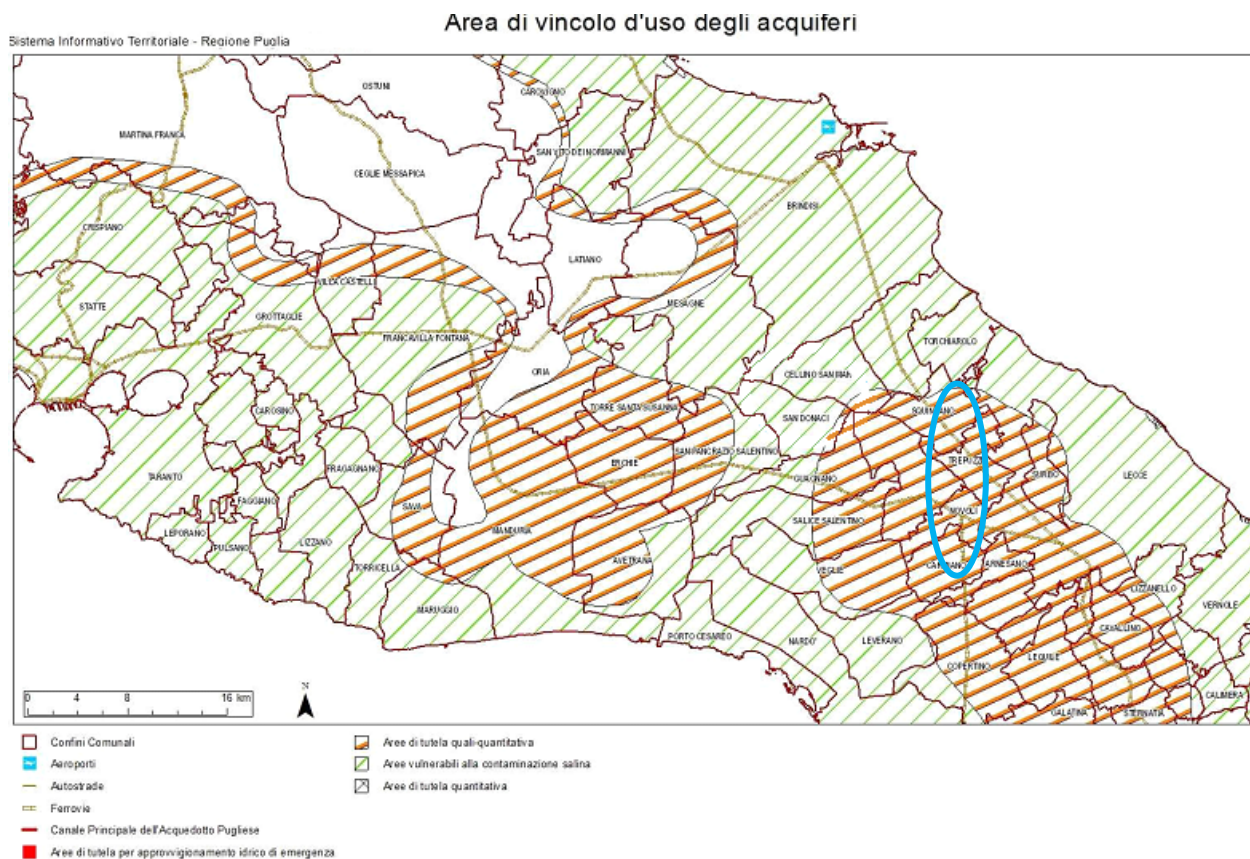 Area di vincolo d'uso degli acquiferi
Sistema Informativo Territoriale - Regione Puglia
OSTUNI
CAROVIGNO
MARTINA FRANCA
SAN VITO DEI NORMANNI
CEGLIE MESSAPICA
BRINDISI
CRISPIANO
LATIANO
VILLA CASTELLI
MESAGNE
STATTE
GROTTAGLIE
FRANCAVILLA FONTANA
TORCHIAROLO
ORIA
CELLINO SAN MAR
CAROSINO
TORRE SANTA SUSANNA
SAN DONACI
SQUINZANO
SAN PANCRAZIO SALENTINO
TREPUZZI
ERCHIE
FRAGAGNANO
SURBO
LECCE
TARANTO
GUAGNANO
FAGGIANO
SAVA
NOVOLI
LEPORANO
SALICE SALENTINO
MANDURIA
PULSANO
LIZZANO
AVETRANA
CARMIANO
ARNESANO
TORRICELLA
VEGLIE
LIZZANELLO
VERNOLE
MARUGGIO
CAVALLINO
PORTO CESAREO
NARDO'
LEVERANO
LEQUILE
COPERTINO
CALIMERA
GALATINA
STERNATIA
0 4 8 16 km
N
Confini Comunali
Aeroporti
Autostrade
Ferrovie
Canale Principale dell'Acquedotto Pugliese
Aree di tutela per approvvigionamento idrico di emergenza
Aree di tutela quali-quantitativa
Aree vulnerabili alla contaminazione salina
Aree di tutela quantitativa